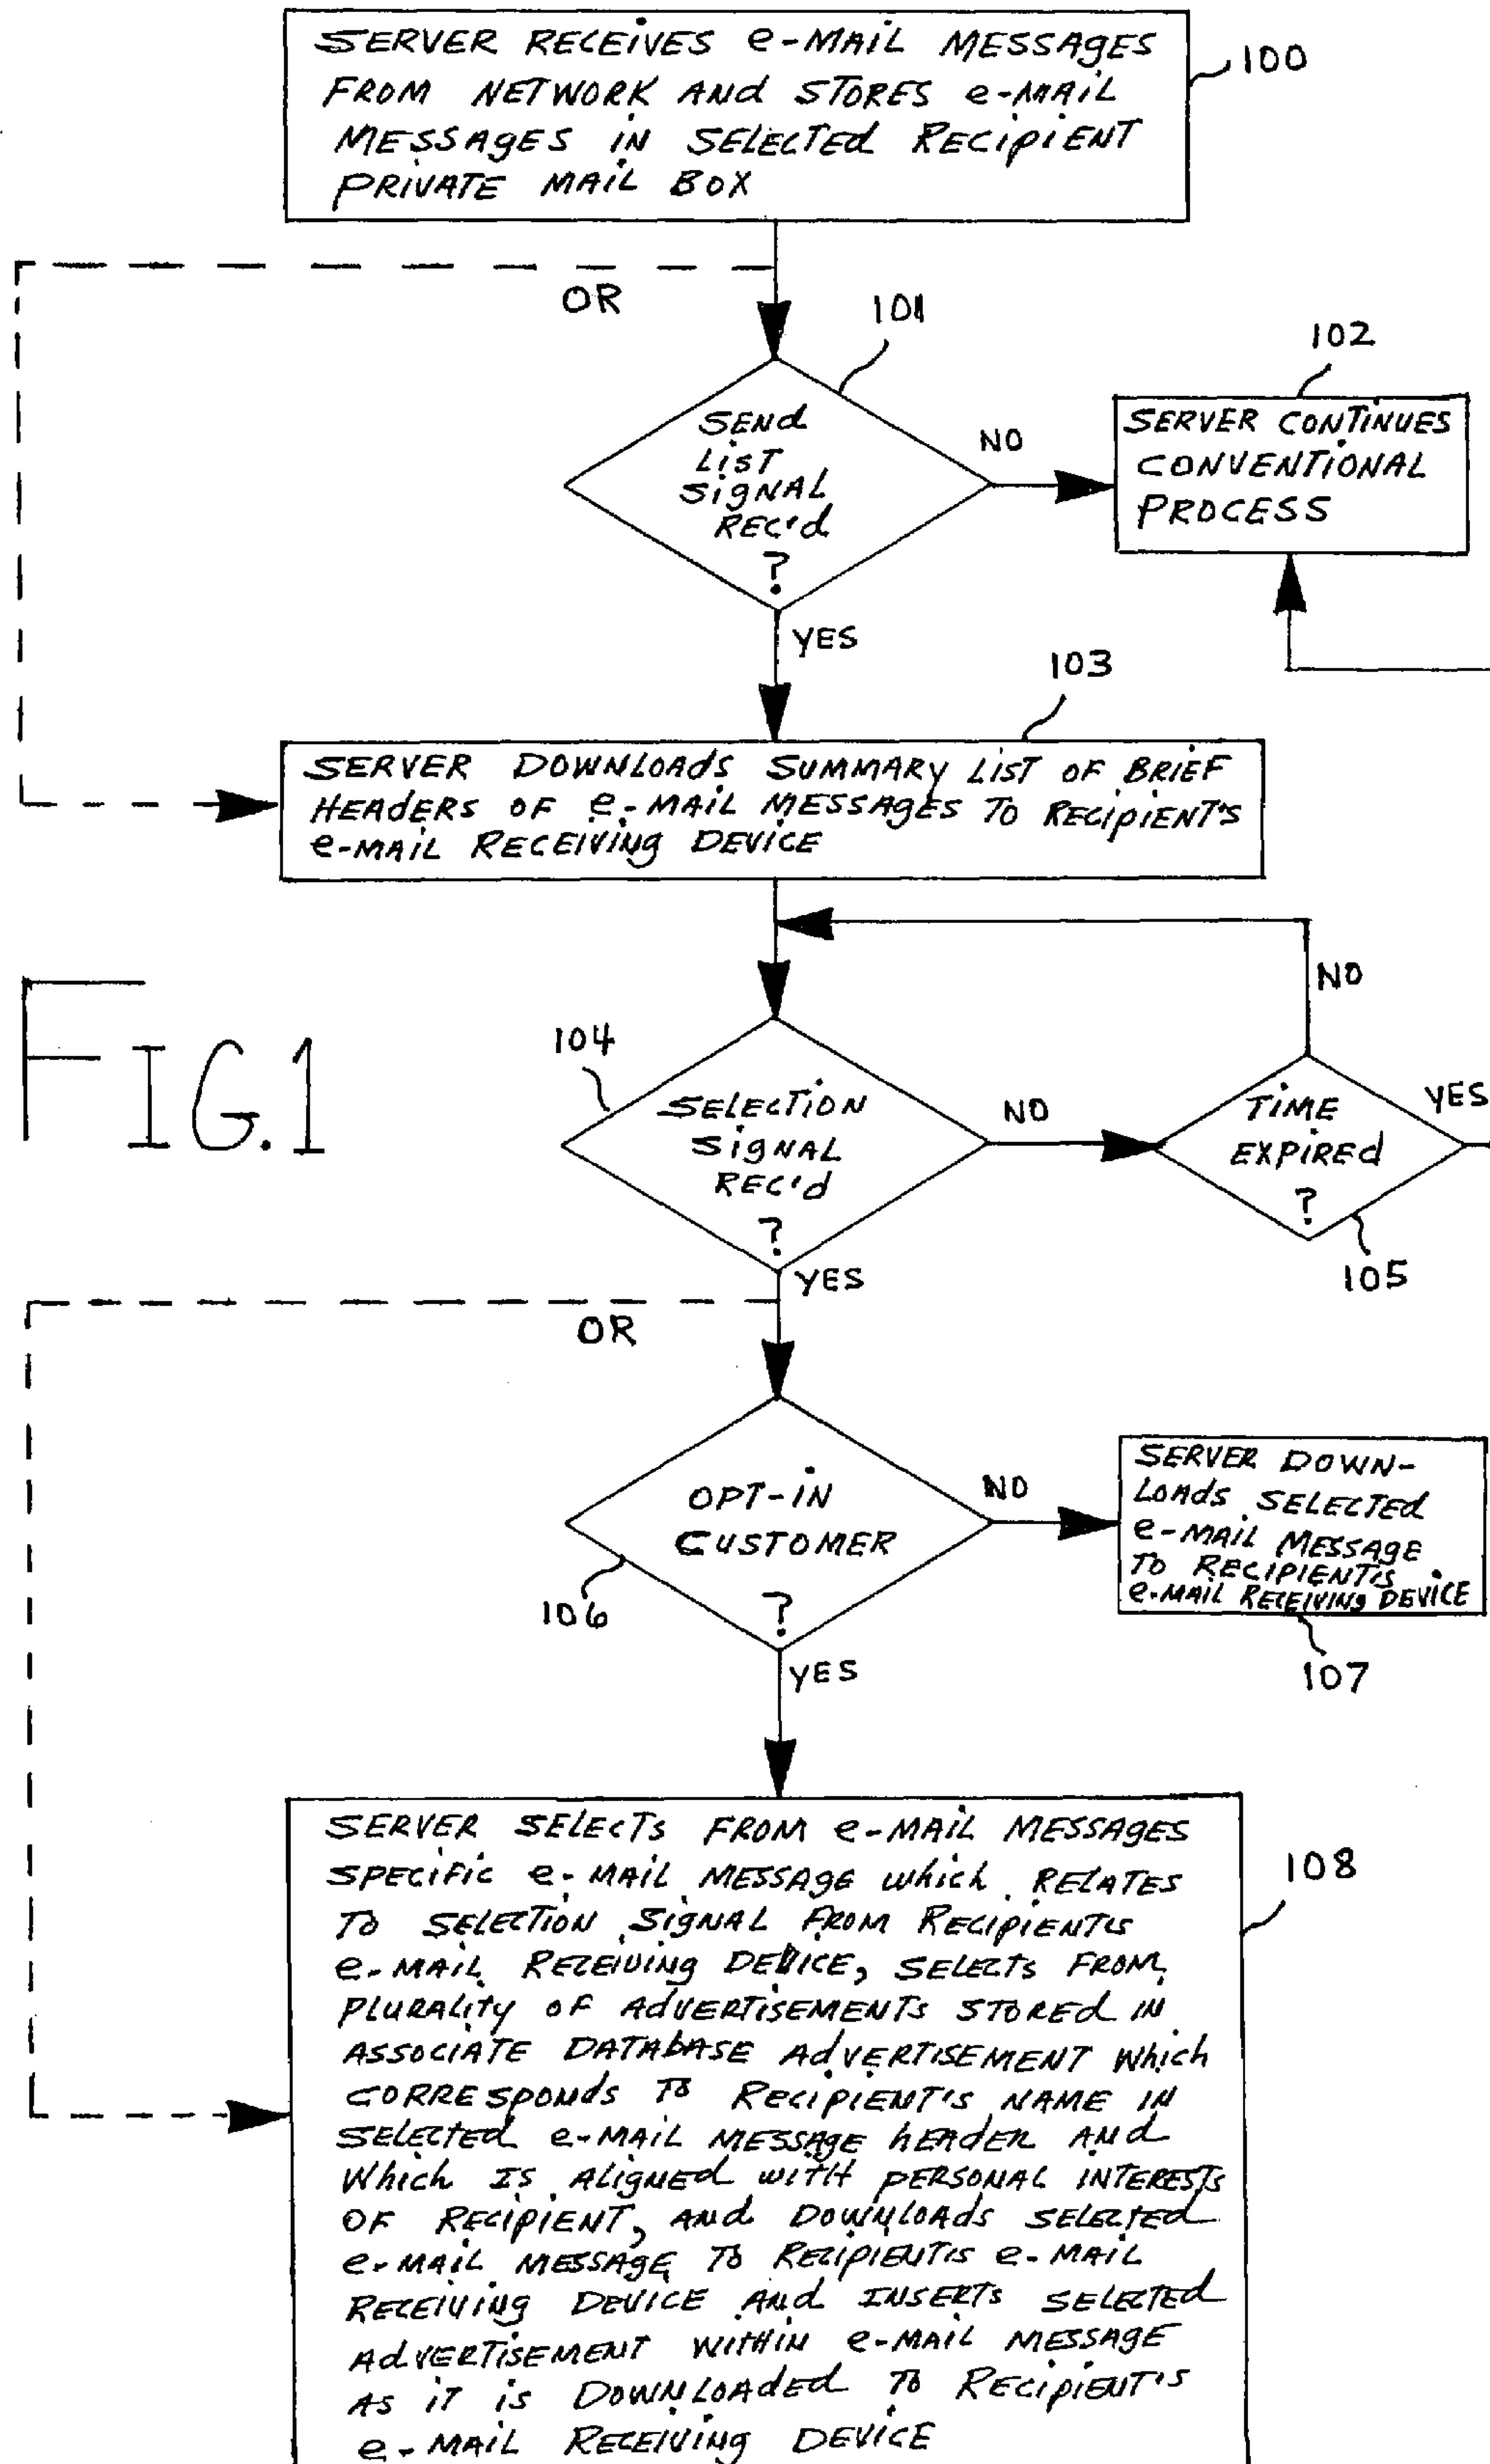 SERVER RECEIVES e-MAIL MESSAGES
FROM NETWORK AND STORES e-MAIL
MESSAGES IN SELECTED RECIPIENT
PRIVATE MAIL BOX
100
OR
101
SEND
LIST
SIGNAL
REC'd
?
NO
102
SERVER CONTINUES
CONVENTIONAL
PROCESS
YES
103
SERVER DOWNLOADS SUMMARY LIST OF BRIEF
HEADERS OF e-MAIL MESSAGES TO RECIPIENT'S
e-MAIL RECEIVING DEVICE
NO
FIG.1
104
SELECTION
SIGNAL
REC'd
?
NO
TIME
EXPIRED
?
YES
105
YES
OR
OPT-IN
CUSTOMER
?
106
NO
SERVER DOWN-
LOADS SELECTED
e-MAIL MESSAGE
TO RECIPIENT'S
e-MAIL RECEIVING DEVICE
107
YES
SERVER SELECTS FROM e-MAIL MESSAGES
SPECIFIC e-MAIL MESSAGE which RELATES
TO SELECTION SIGNAL FROM RECIPIENT'S
e-MAIL RECEIVING DEVICE, SELECTS FROM
PLURALITY OF ADVERTISEMENTS STORED IN
ASSOCIATE DATABASE ADVERTISEMENT Which
CORRESPONDS TO RECIPIENT'S NAME IN
SELECTED e-MAIL MESSAGE HEADER AND
Which IS ALIGNED WITH PERSONAL INTERESTS
OF RECIPIENT, AND DOWNLOADS SELECTED
e-MAIL MESSAGE TO RECIPIENT'S e-MAIL
RECEIVING DEVICE AND INSERTS SELECTED
ADVERTISEMENT WITHIN e-MAIL MESSAGE
AS IT IS DOWNLOADED TO RECIPIENT'S
e-MAIL RECEIVING DEVICE
108